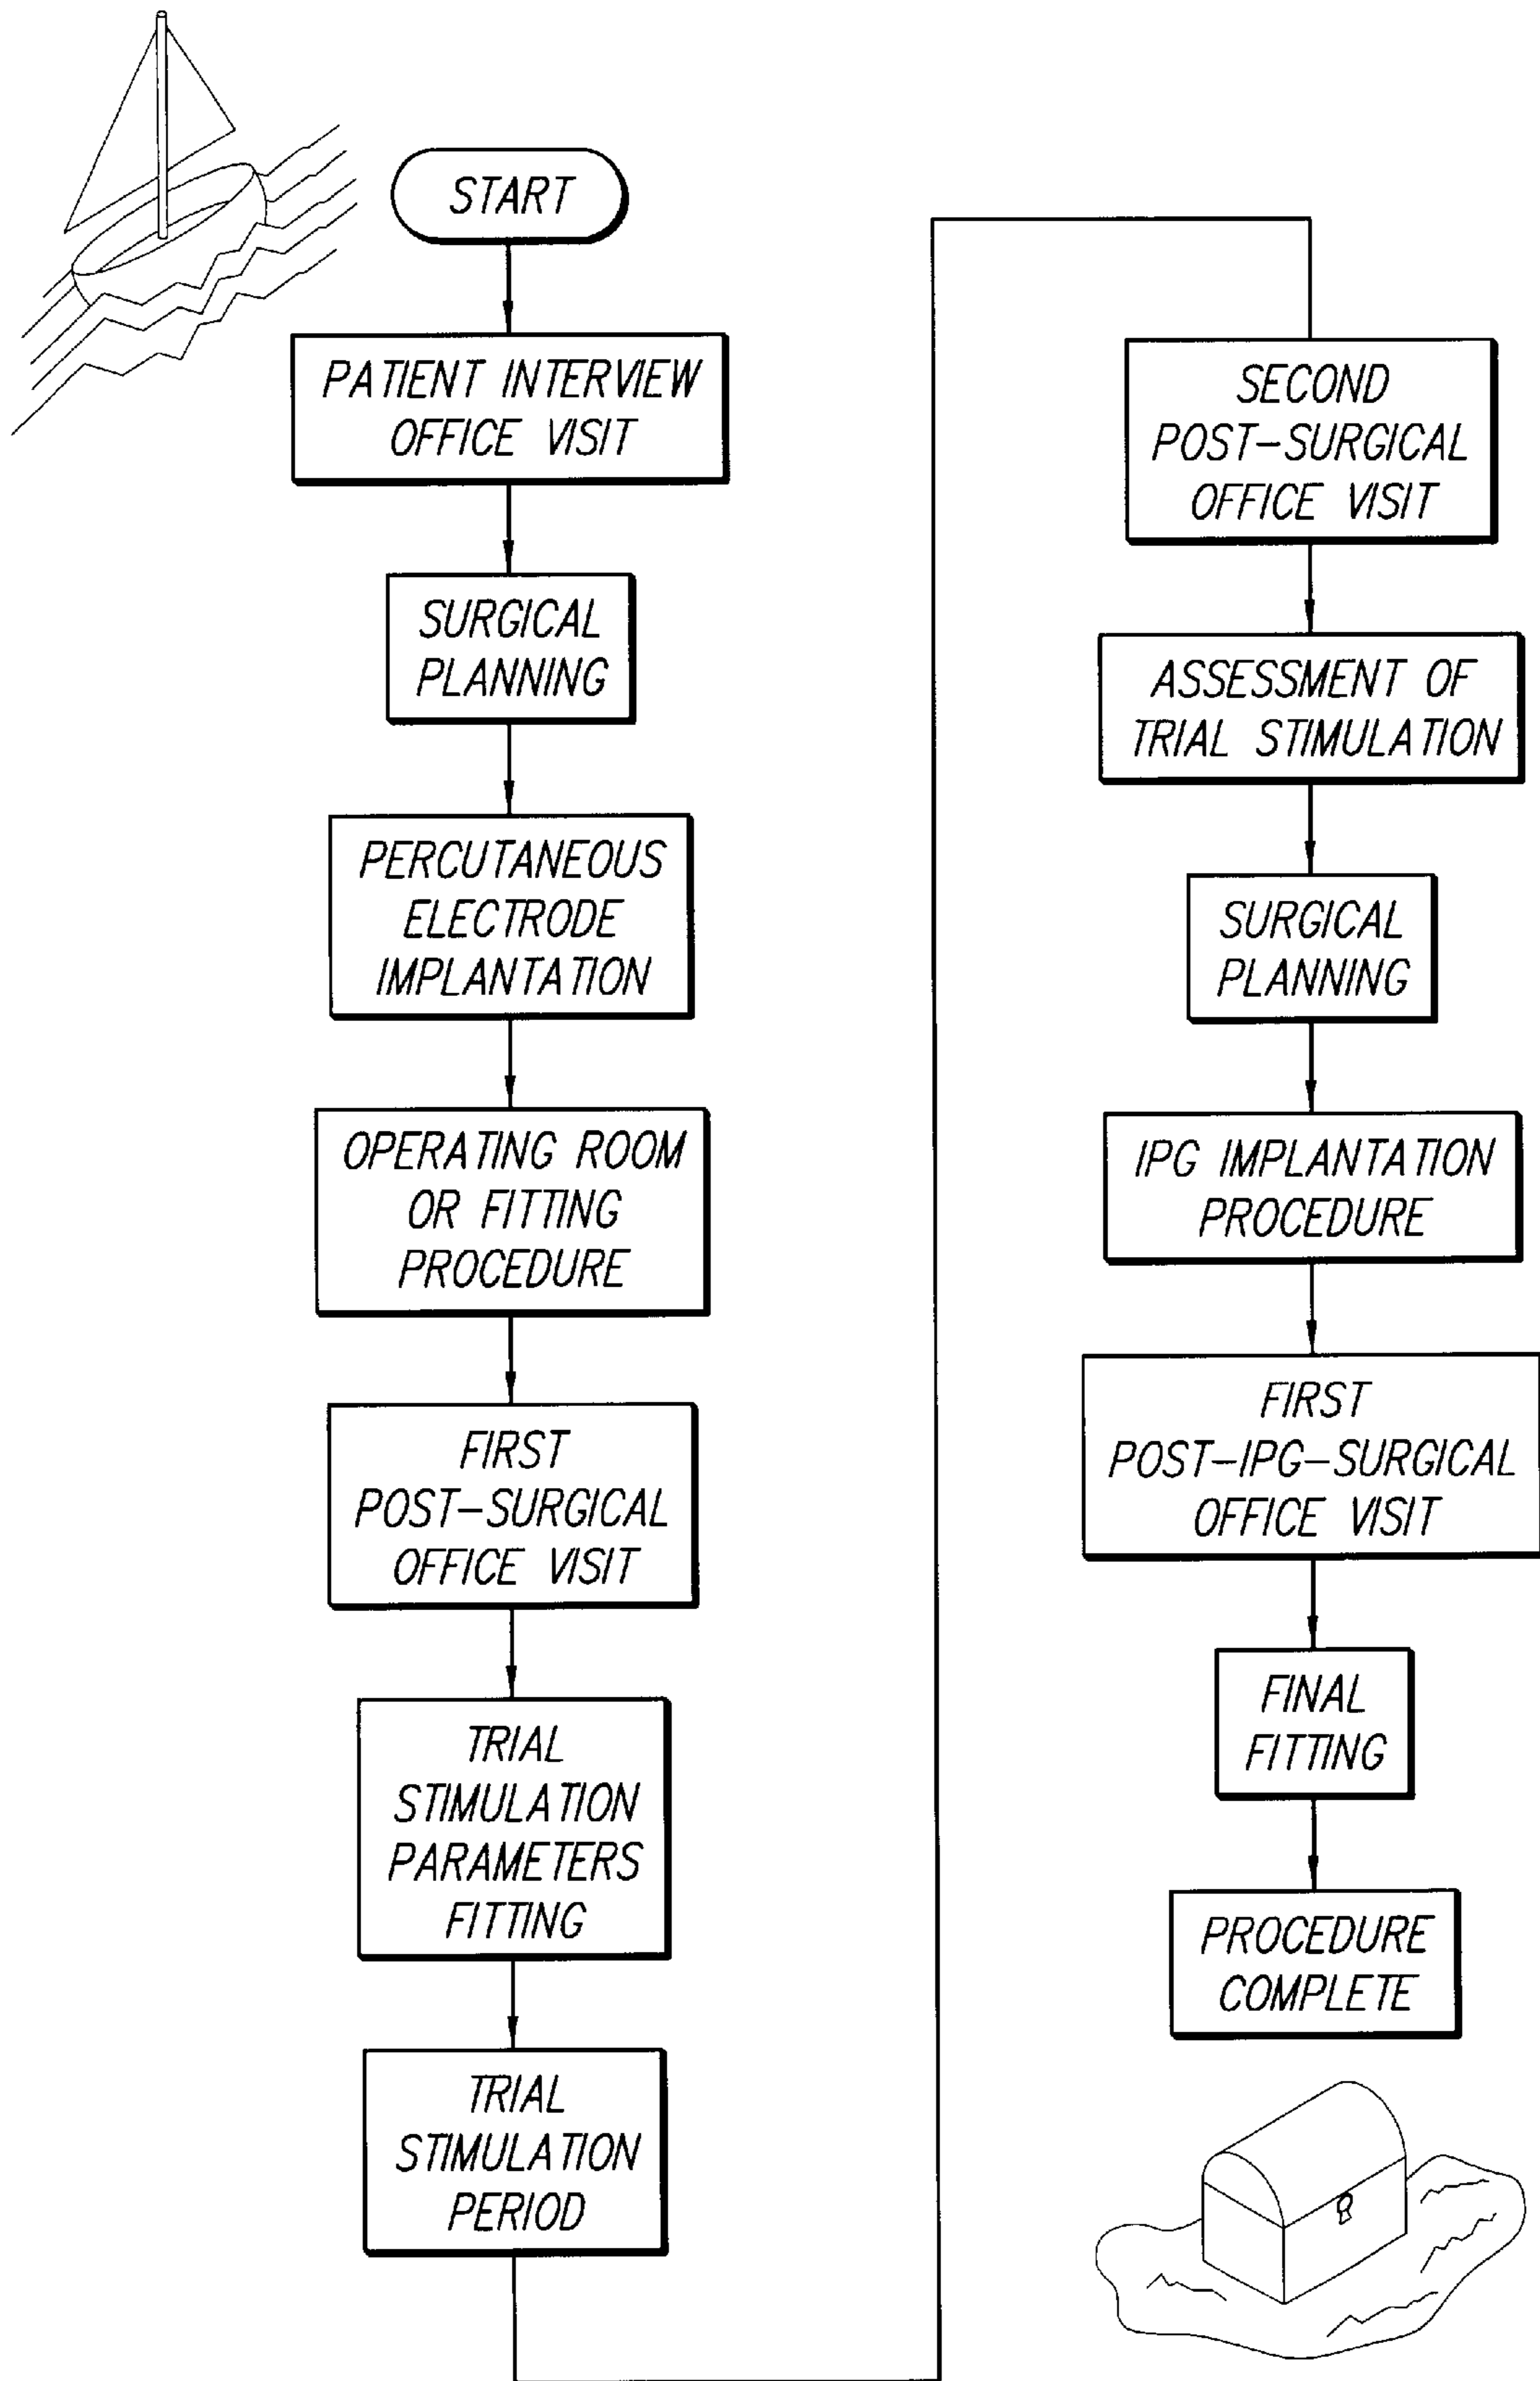 START
PATIENT INTERVIEW
OFFICE VISIT
SURGICAL
PLANNING
PERCUTANEOUS
ELECTRODE
IMPLANTATION
OPERATING ROOM
OR FITTING
PROCEDURE
FIRST
POST-SURGICAL
OFFICE VISIT
TRIAL
STIMULATION
PARAMETERS
FITTING
TRIAL
STIMULATION
PERIOD
SECOND
POST-SURGICAL
OFFICE VISIT
ASSESSMENT OF
TRIAL STIMULATION
SURGICAL
PLANNING
IPG IMPLANTATION
PROCEDURE
FIRST
POST-IPG-SURGICAL
OFFICE VISIT
FINAL
FITTING
PROCEDURE
COMPLETE